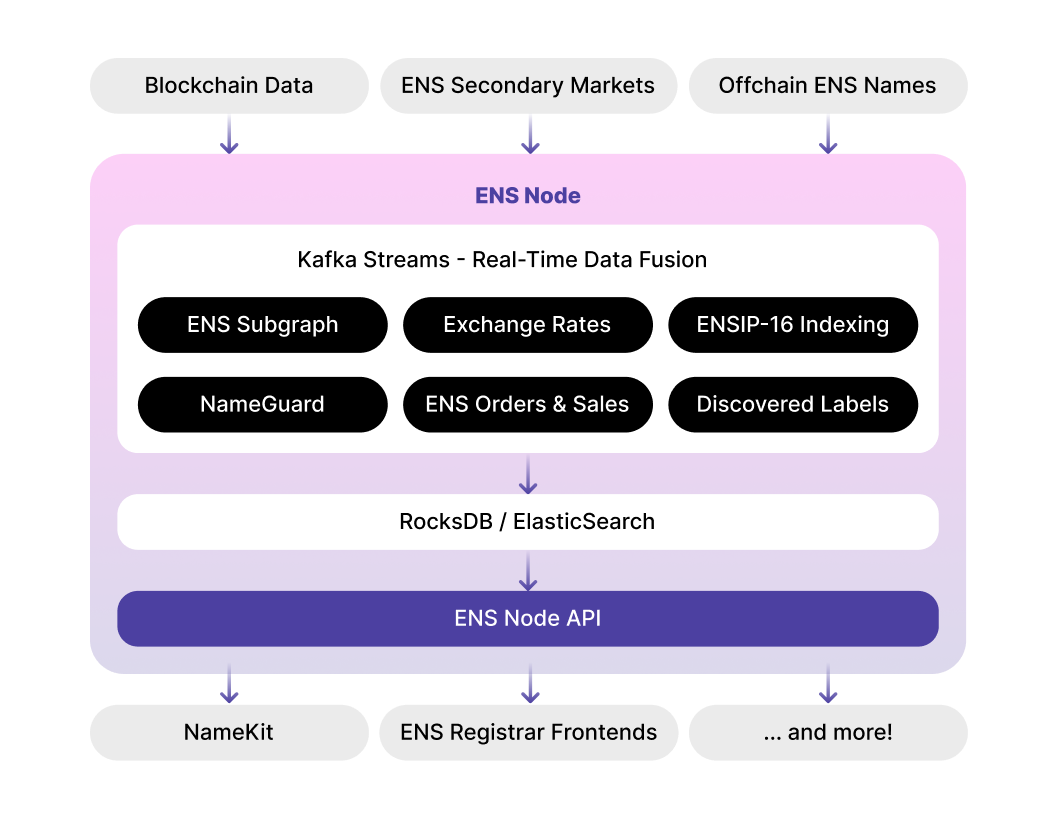 Blockchain Data
ENS Secondary Markets
Offchain ENS Names
ENS Node
Kafka Streams - Real-Time Data Fusion
ENS Subgraph
Exchange Rates
ENSIP-16 Indexing
NameGuard
ENS Orders & Sales
Discovered Labels
RocksDB / ElasticSearch
ENS Node API
NameKit
ENS Registrar Frontends
... and more!